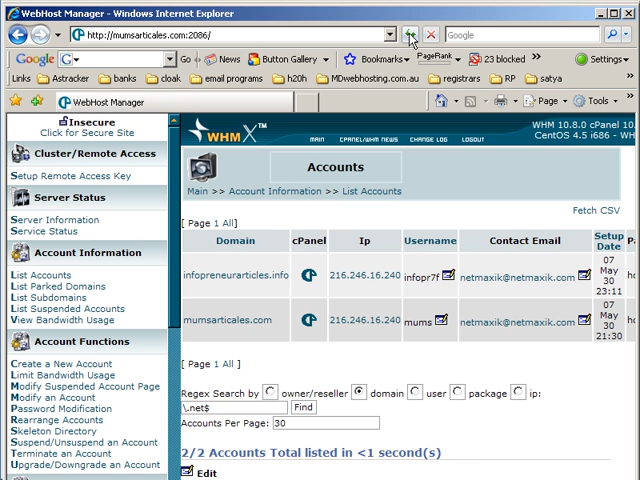 WebHost Manager - Windows Internet Explorer
http://mumsarticales.com:2086/
Google
Google G News Button Gallery Bookmarks PageRank 23 blocked » Settings
Links Astracker banks cloak email programs h20h MDwebhosting.com.au registrars RP satya
WebHost Manager
Page Tools »
Insecure
Click for Secure Site
Cluster/Remote Access
Setup Remote Access Key
Server Status
Server Information
Service Status
Account Information
List Accounts
List Parked Domains
List Subdomains
List Suspended Accounts
View Bandwidth Usage
Account Functions
Create a New Account
Limit Bandwidth Usage
Modify Suspended Account Page
Modify an Account
Password Modification
Rearrange Accounts
Skeleton Directory
Suspend/Unsuspend an Account
Terminate an Account
Upgrade/Downgrade an Account
WHM X™
MAIN CPANEL/WHM NEWS CHANGE LOG LOGOUT
WHM 10.8.0 cPanel 10.
CentOS 4.5 i686 - WH
Accounts
Main >> Account Information >> List Accounts
Fetch CSV
[ Page 1 All]
Domain cPanel Ip Username Contact Email Setup Date
infopreneurarticles.info 216.246.16.240 infopr7f netmaxik@netmaxik.com 07 May 30 23:11
mumsarticales.com 216.246.16.240 mums netmaxik@netmaxik.com 07 May 30 21:30
[ Page 1 All ]
Regex Search by owner/reseller domain user package ip:
\.net$ Find
Accounts Per Page: 30
2/2 Accounts Total listed in <1 second(s)
Edit